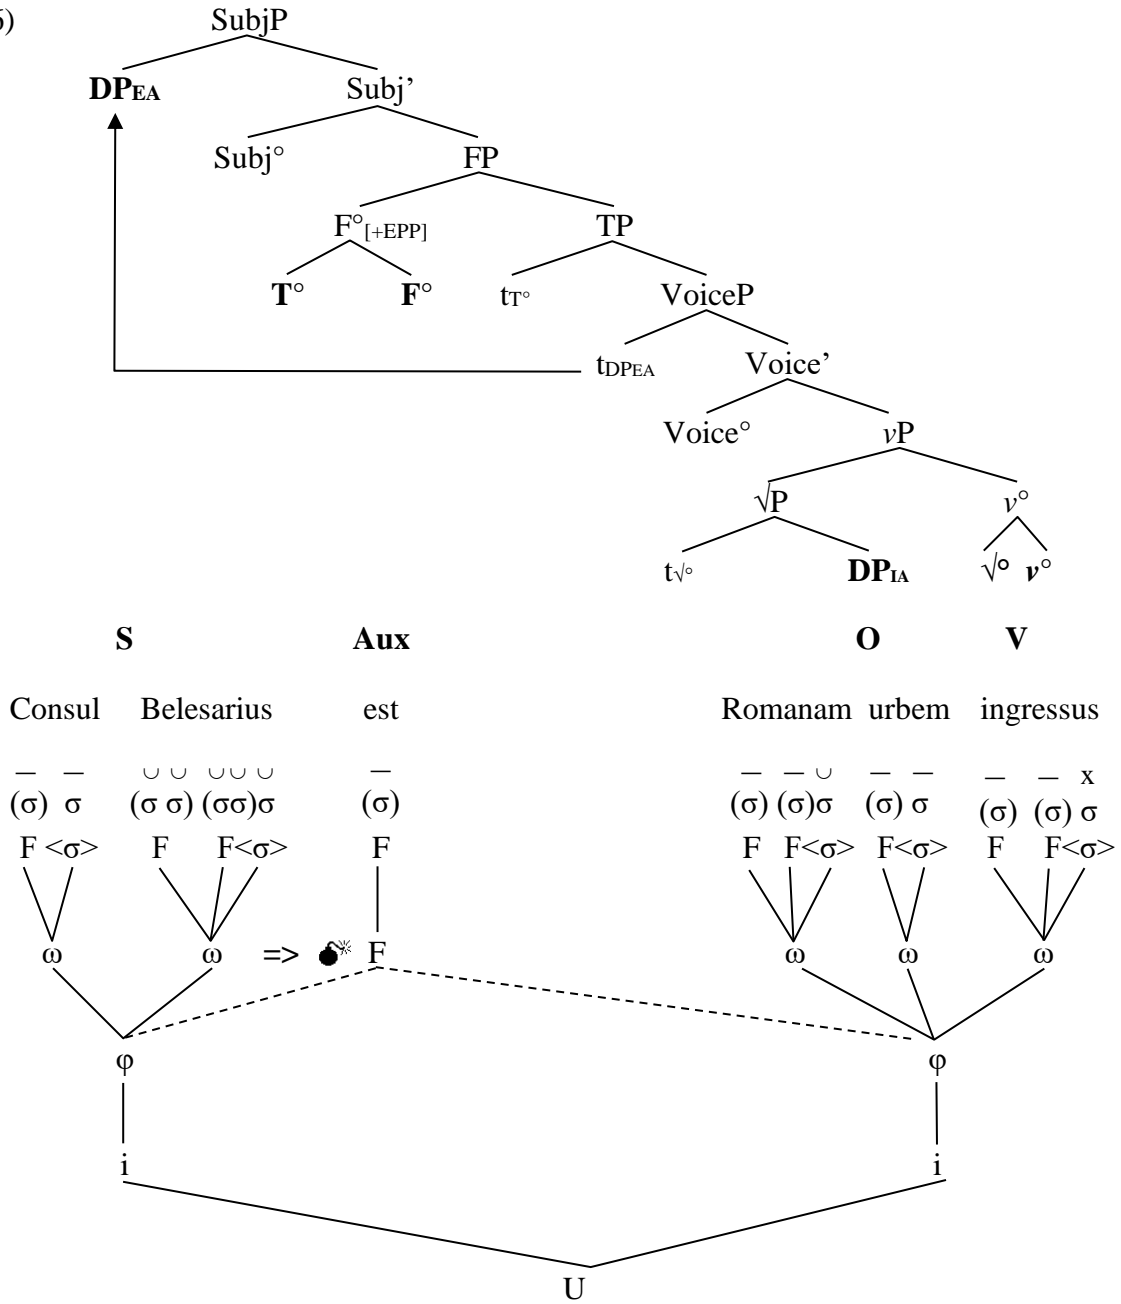 SubjP
DPEA Subj’
Subj° FP
F°[+EPP] TP
T° F° tT° VoiceP
tDPEA Voice’
Voice° vP
√P v°
t√° DPIA √° v°
S Aux O V
Consul Belesarius est Romanam urbem ingressus
— — ∪ ∪ ∪ ∪ ∪ — — — ∪ — — — — x
(σ) σ (σ σ) (σσ)σ (σ) (σ) (σ)σ (σ) σ (σ) (σ) σ
F <σ> F F<σ> F F F<σ> F<σ> F F<σ>
ω ω => 💣 F ω ω ω
φ φ
i i
U